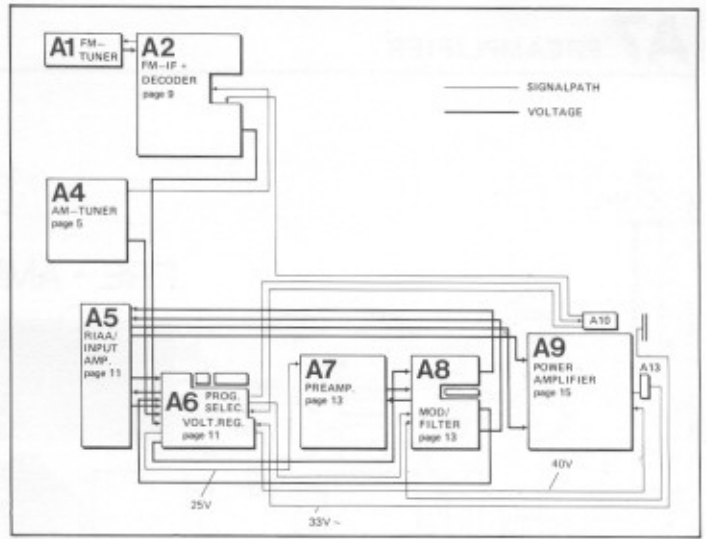 A1 FM-
TUNER
A2
FM-IF +
DECODER
page 9
SIGNALPATH
VOLTAGE
A4
AM-TUNER
page 5
A5
RIAA/
INPUT
AMP.
page 11
A6 PROG.
SELEC.
VOLT.REG.
page 11
A7
PREAMP.
page 13
A8
MOD/
FILTER
page 13
A10
A9
POWER
AMPLIFIER
page 15
A13
25V
33V ~
40V